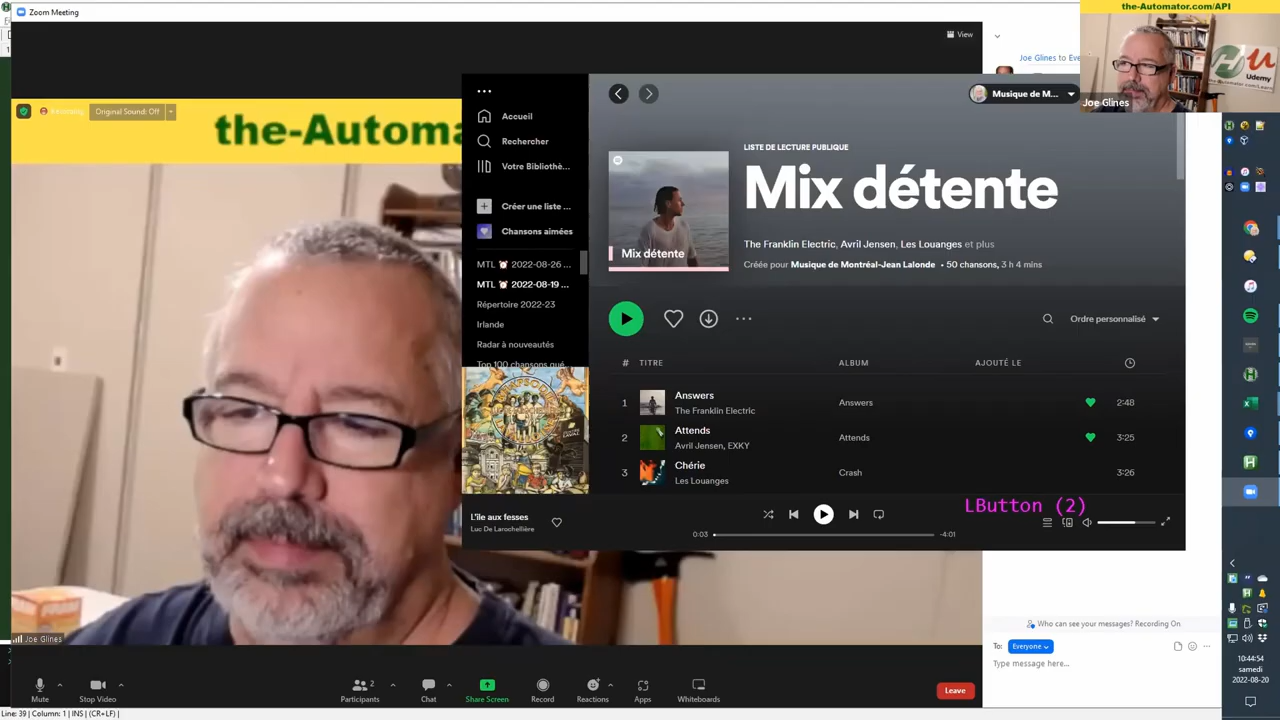 Zoom Meeting
the-Automator.com/API
View
Joe Glines to Eve
Joe Glines
Udemy
Original Sound: Off
the-Automa
Accueil
Rechercher
Votre Bibliothè...
Créer une liste ...
Chansons aimées
MTL ⏰ 2022-08-26 ...
MTL ⏰ 2022-08-19 ...
Répertoire 2022-23
Irlande
Radar à nouveautés
Top 100 chansons qué...
Musique de M...
LISTE DE LECTURE PUBLIQUE
Mix détente
Mix détente
The Franklin Electric, Avril Jensen, Les Louanges et plus
Créée pour Musique de Montréal-Jean Lalonde • 50 chansons, 3 h 4 mins
Ordre personnalisé
# TITRE ALBUM AJOUTÉ LE
1 Answers Answers 2:48
The Franklin Electric
2 Attends Attends 3:25
Avril Jensen, EXKY
3 Chérie Crash 3:26
Les Louanges
LButton (2)
L'île aux fesses
Luc De Larochellière
0:03 -4:01
Joe Glines
Who can see your messages? Recording On
To: Everyone
Type message here...
Mute
Stop Video
Participants 2
Chat
Share Screen
Record
Reactions
Apps
Whiteboards
Leave
10:44:54
samedi
2022-08-20
Line: 39 | Column: 1 | INS | (CR+LF) |